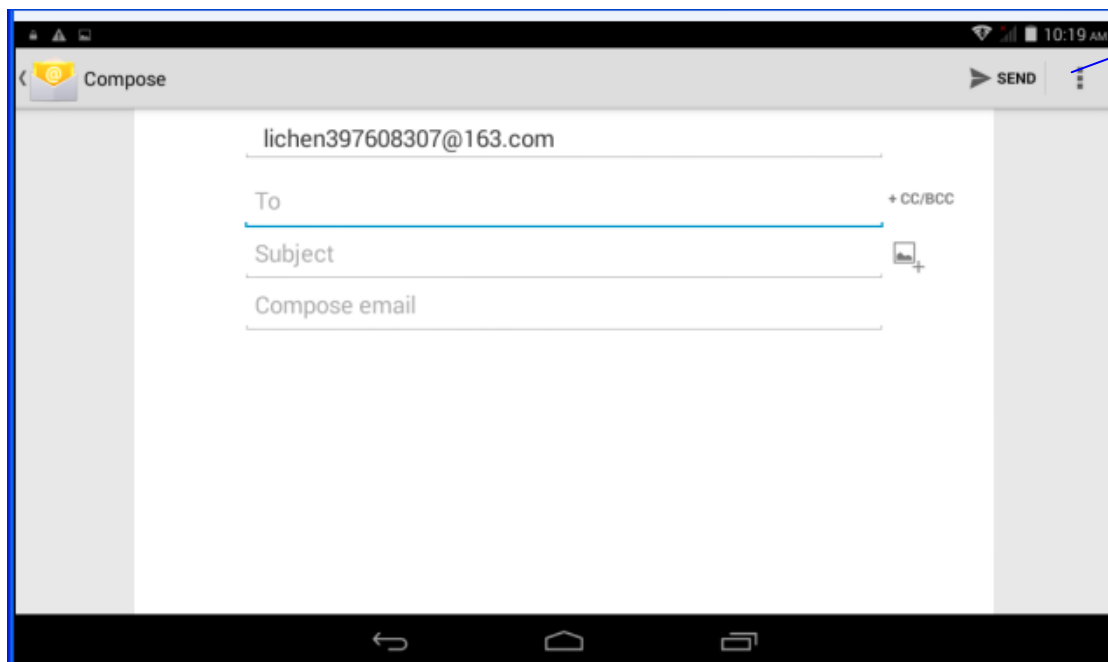 10:19 AM
Compose
SEND
lichen397608307@163.com
To
+ CC/BCC
Subject
Compose email